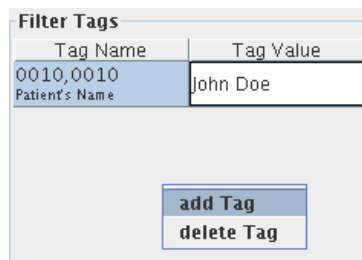 Filter Tags
Tag Name Tag Value
0010,0010 John Doe
Patient's Name
add Tag
delete Tag